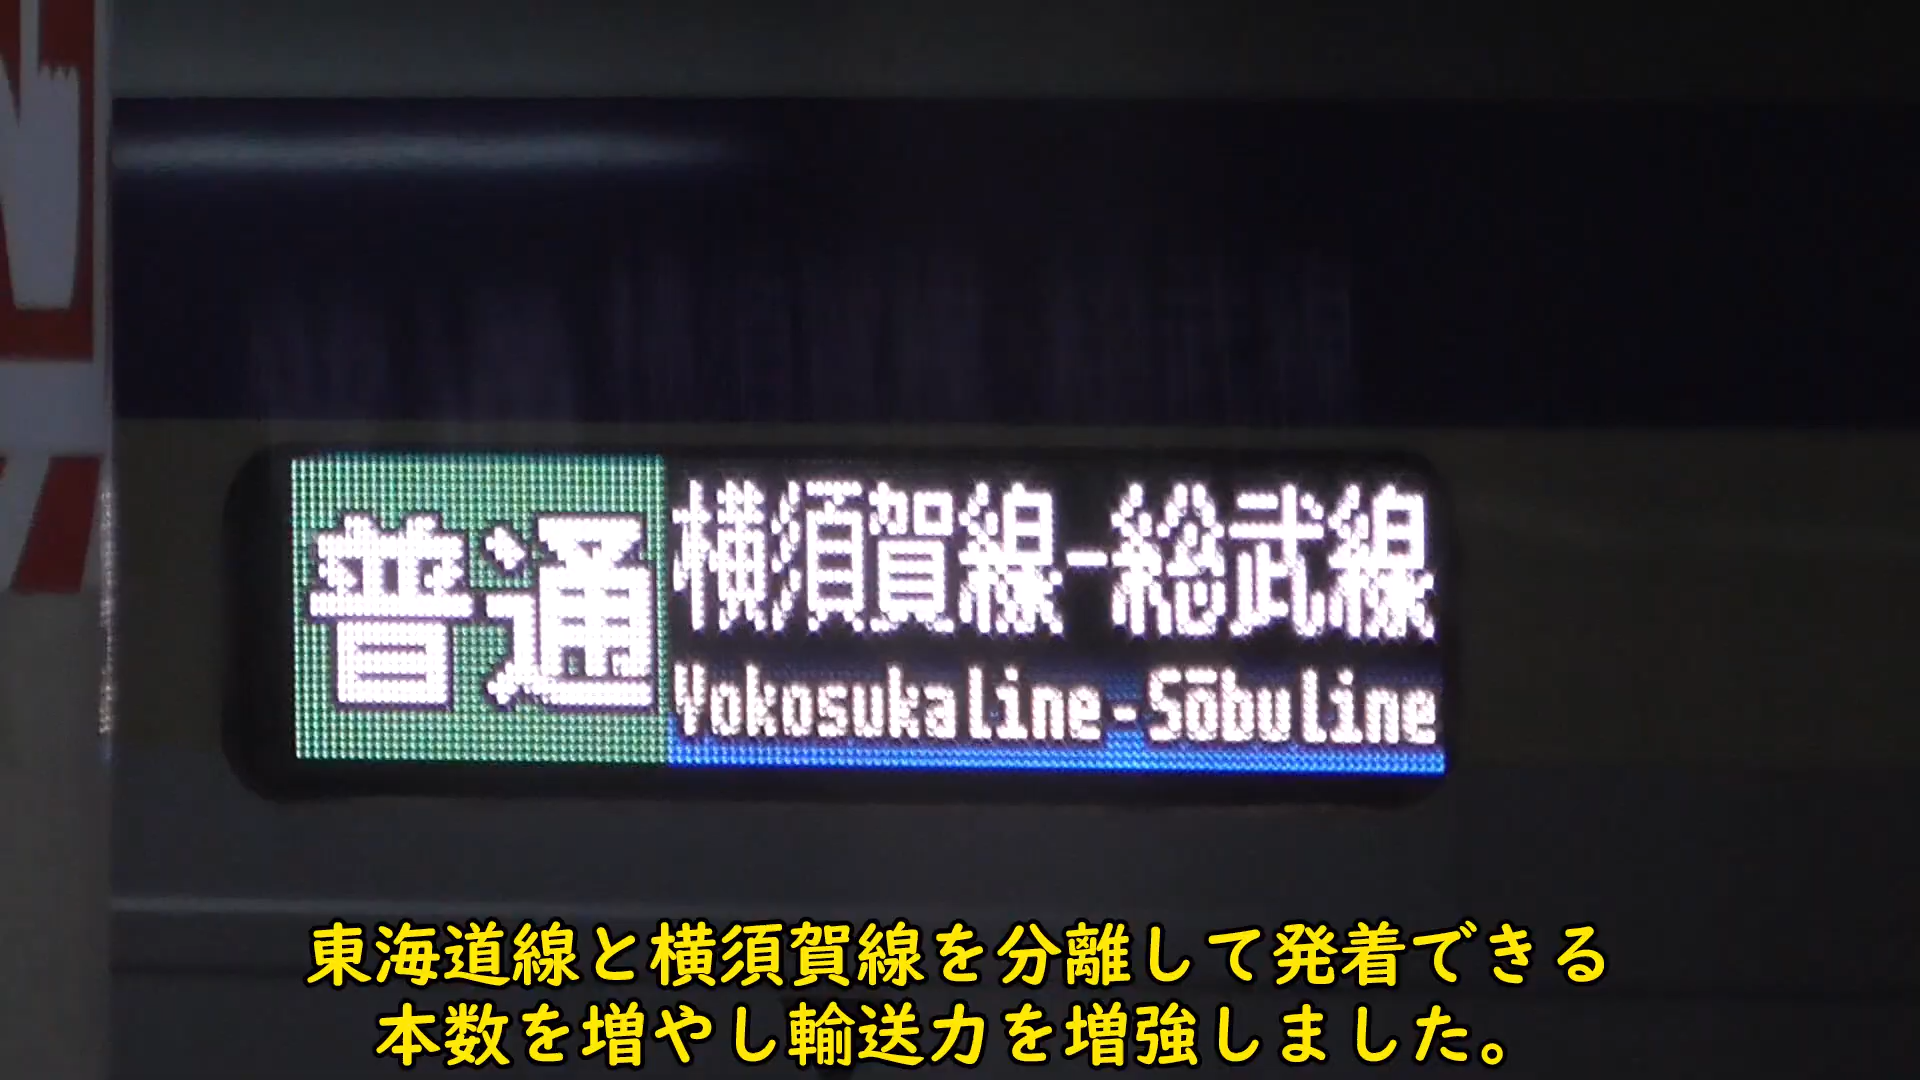 普通
横須賀線-総武線
Yokosuka line-Sōbu line
東海道線と横須賀線を分離して発着できる
本数を増やし輸送力を増強しました。